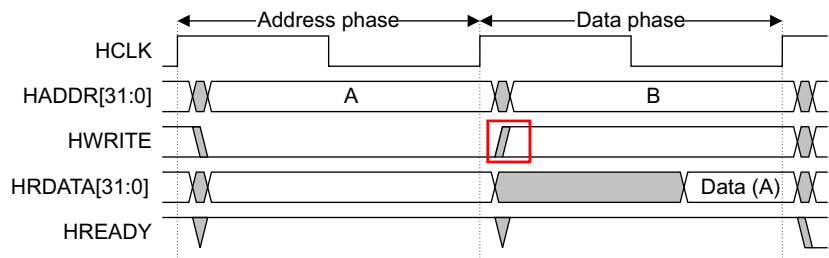 Address phase Data phase
HCLK
HADDR[31:0] A B
HWRITE
HRDATA[31:0] Data (A)
HREADY